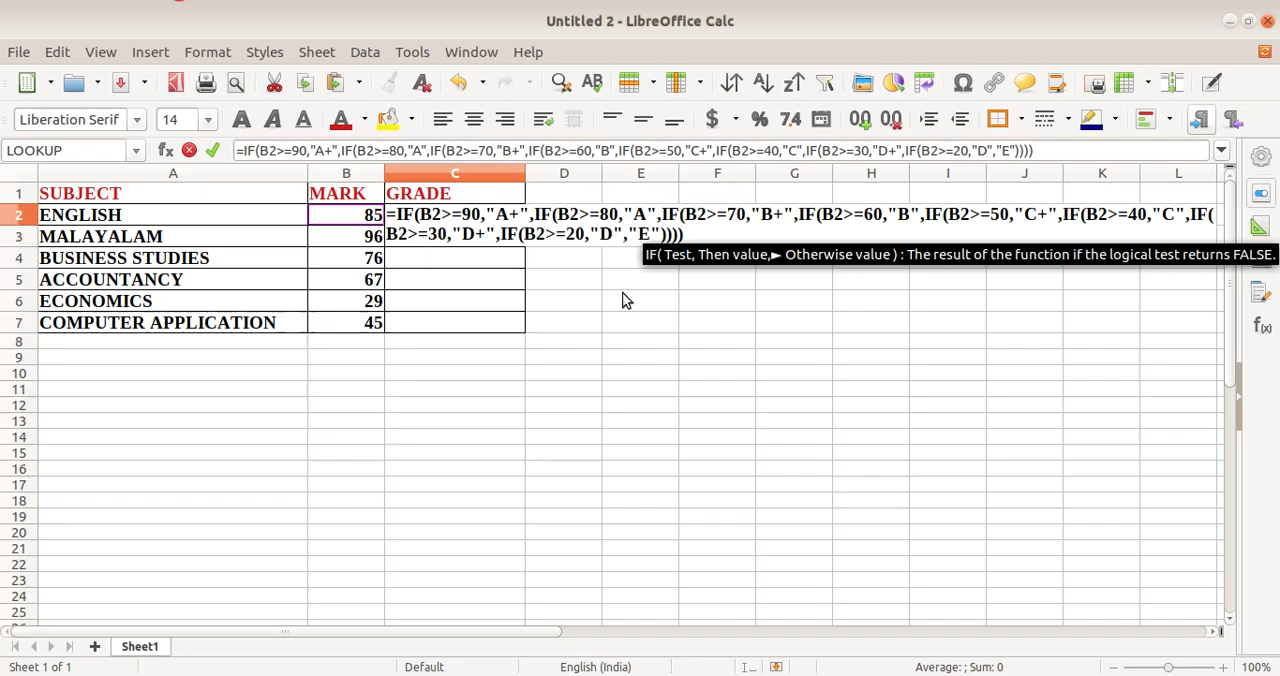 Untitled 2 - LibreOffice Calc
File Edit View Insert Format Styles Sheet Data Tools Window Help
Liberation Serif 14
LOOKUP =IF(B2>=90,"A+",IF(B2>=80,"A",IF(B2>=70,"B+",IF(B2>=60,"B",IF(B2>=50,"C+",IF(B2>=40,"C",IF(B2>=30,"D+",IF(B2>=20,"D","E"))))
A B C D E F G H I J K L
1 SUBJECT MARK GRADE
2 ENGLISH 85 =IF(B2>=90,"A+",IF(B2>=80,"A",IF(B2>=70,"B+",IF(B2>=60,"B",IF(B2>=50,"C+",IF(B2>=40,"C",IF(
B2>=30,"D+",IF(B2>=20,"D","E"))))
3 MALAYALAM 96
IF( Test, Then value,► Otherwise value ) : The result of the function if the logical test returns FALSE.
4 BUSINESS STUDIES 76
5 ACCOUNTANCY 67
6 ECONOMICS 29
7 COMPUTER APPLICATION 45
8
9
10
11
12
13
14
15
16
17
18
19
20
21
22
23
24
25
Sheet1
Sheet 1 of 1 Default English (India) Average: ; Sum: 0 100%